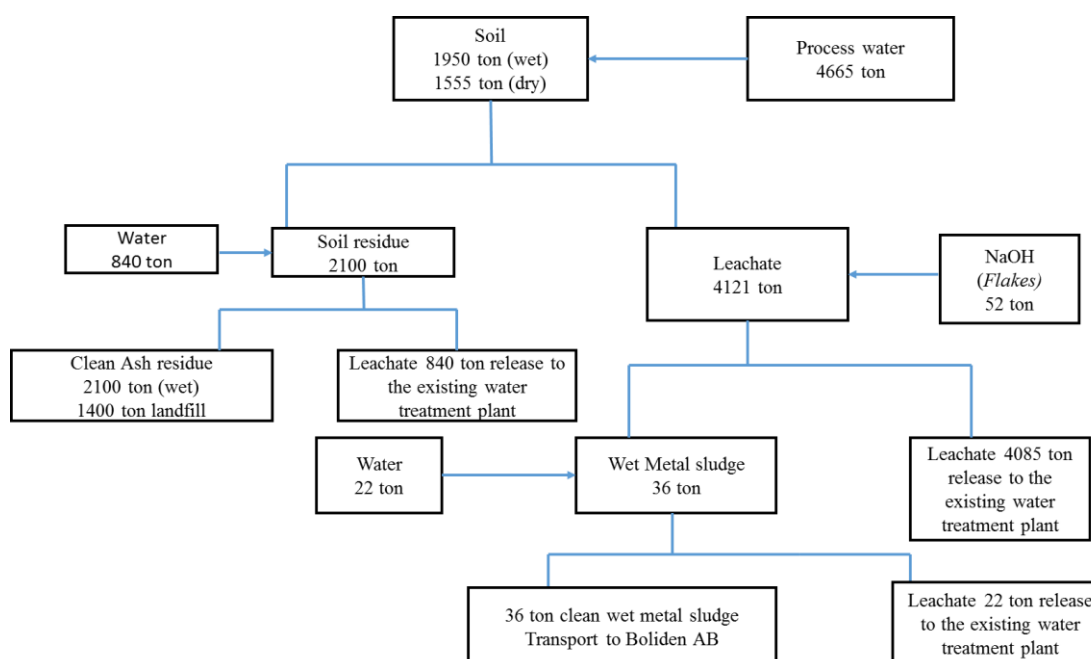 Soil
1950 ton (wet)
1555 ton (dry)
Process water
4665 ton
Water
840 ton
Soil residue
2100 ton
Leachate
4121 ton
NaOH
(Flakes)
52 ton
Clean Ash residue
2100 ton (wet)
1400 ton landfill
Leachate 840 ton release to
the existing water
treatment plant
Water
22 ton
Wet Metal sludge
36 ton
Leachate 4085 ton
release to the
existing water
treatment plant
36 ton clean wet metal sludge
Transport to Boliden AB
Leachate 22 ton release
to the existing water
treatment plant